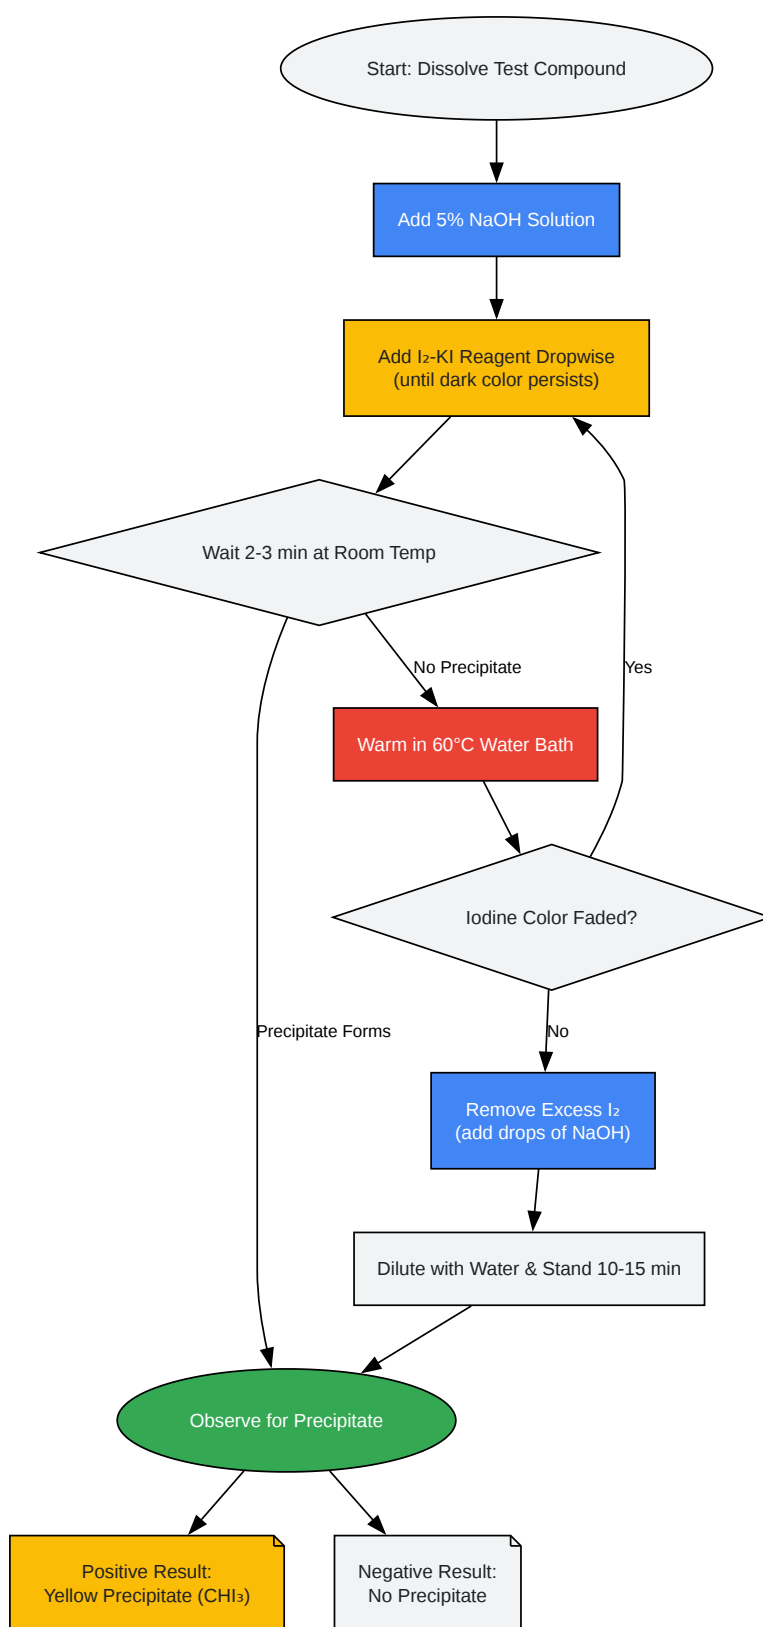 Start: Dissolve Test Compound
Add 5% NaOH Solution
Add I₂-KI Reagent Dropwise
(until dark color persists)
Wait 2-3 min at Room Temp
No Precipitate
Yes
Warm in 60°C Water Bath
Iodine Color Faded?
Precipitate Forms
No
Remove Excess I₂
(add drops of NaOH)
Dilute with Water & Stand 10-15 min
Observe for Precipitate
Positive Result:
Yellow Precipitate (CHI₃)
Negative Result:
No Precipitate